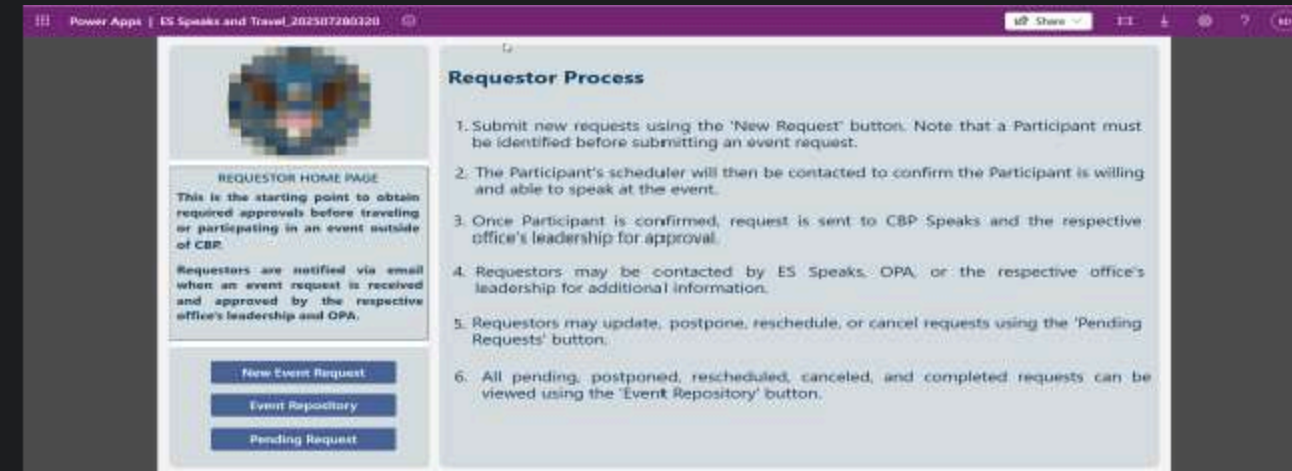 Power Apps | ES Speaks and Travel_202507280320
Share
?
REQUESTOR HOME PAGE
This is the starting point to obtain
required approvals before traveling
or particpating in an event outside
of CBP.
Requestors are notified via email
when an event request is received
and approved by the respective
office's leadership and OPA.
New Event Request
Event Repository
Pending Request
Requestor Process
1. Submit new requests using the 'New Request' button. Note that a Participant must
be identified before submitting an event request.
2. The Participant's scheduler will then be contacted to confirm the Participant is willing
and able to speak at the event.
3. Once Participant is confirmed, request is sent to CBP Speaks and the respective
office's leadership for approval.
4. Requestors may be contacted by ES Speaks, OPA, or the respective office's
leadership for additional information.
5. Requestors may update, postpone, reschedule, or cancel requests using the 'Pending
Requests' button.
6. All pending, postponed, rescheduled, canceled, and completed requests can be
viewed using the 'Event Repository' button.